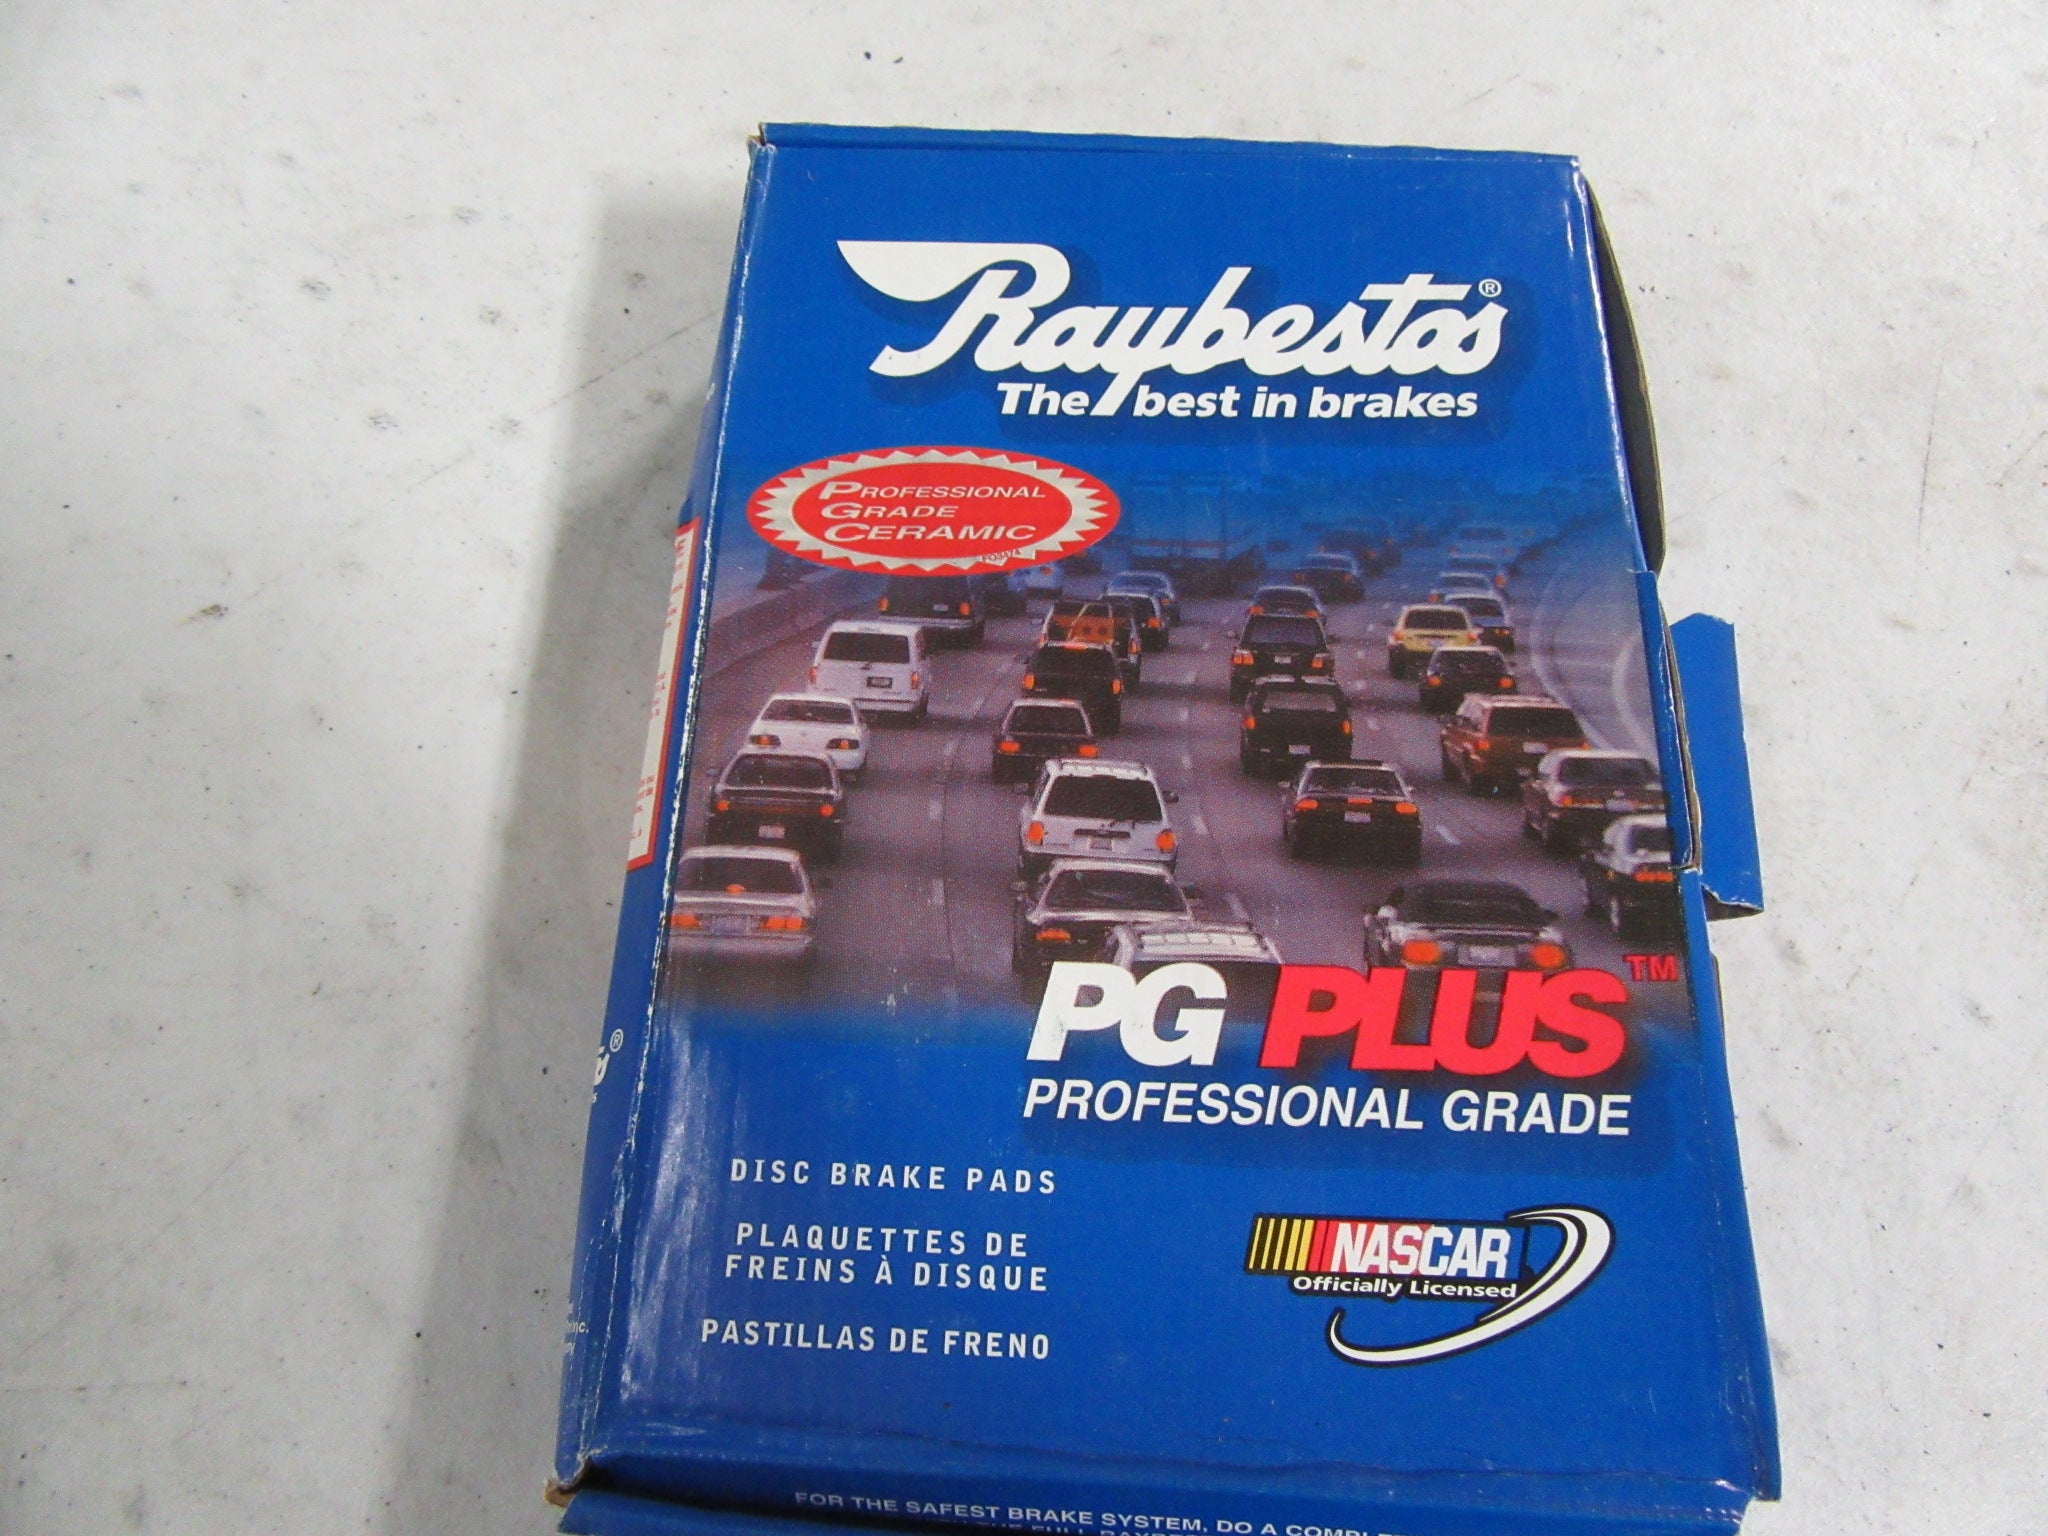 Raybestos®
The best in brakes
PROFESSIONAL
GRADE
CERAMIC
PG PLUS™
PROFESSIONAL GRADE
DISC BRAKE PADS
PLAQUETTES DE
FREINS À DISQUE
PASTILLAS DE FRENO
NASCAR
Officially Licensed
FOR THE SAFEST BRAKE SYSTEM, DO A